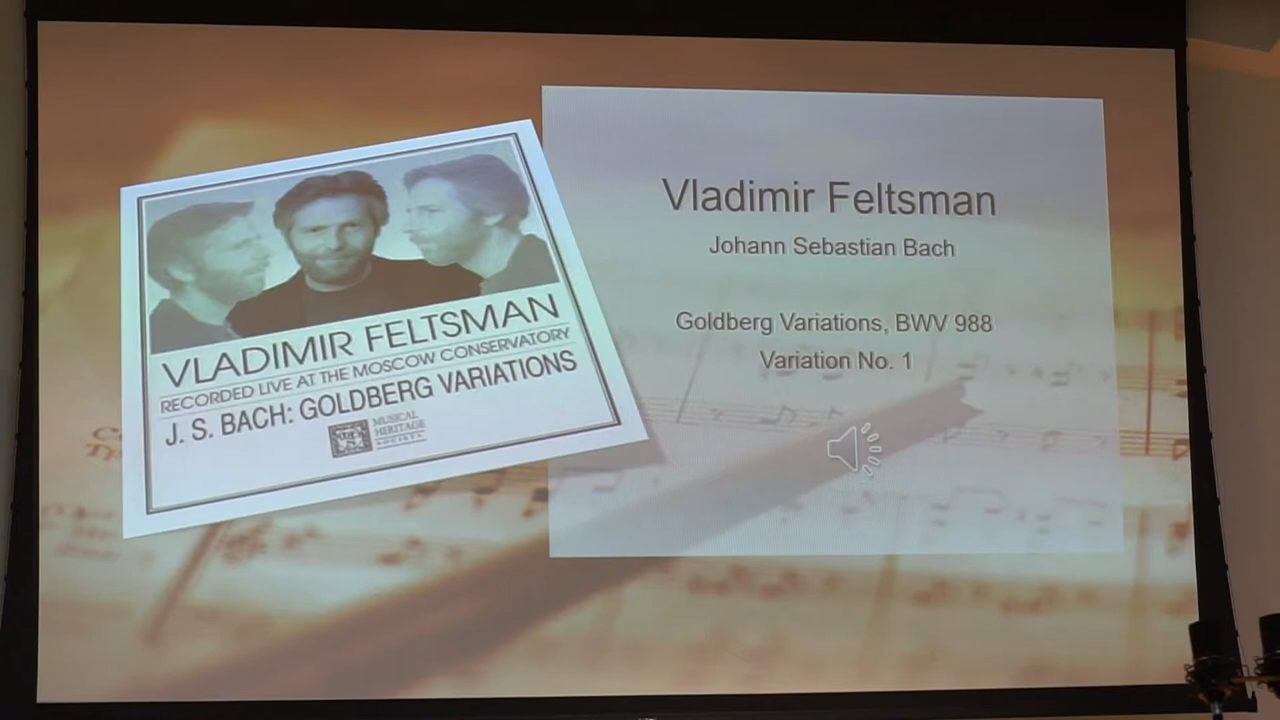 VLADIMIR FELTSMAN
RECORDED LIVE AT THE MOSCOW CONSERVATORY
J. S. BACH: GOLDBERG VARIATIONS
MUSICAL
HERITAGE
SOCIETY
Vladimir Feltsman
Johann Sebastian Bach
Goldberg Variations, BWV 988
Variation No. 1